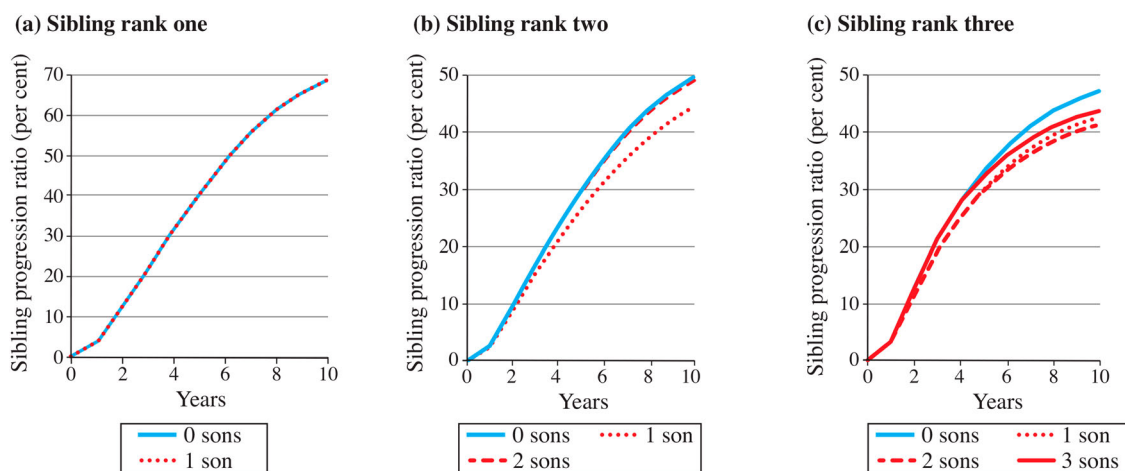 (a) Sibling rank one
Sibling progression ratio (per cent)
70
60
50
40
30
20
10
0
0 2 4 6 8 10
Years
0 sons
1 son
(b) Sibling rank two
Sibling progression ratio (per cent)
50
40
30
20
10
0
0 2 4 6 8 10
Years
0 sons 1 son
2 sons
(c) Sibling rank three
Sibling progression ratio (per cent)
50
40
30
20
10
0
0 2 4 6 8 10
Years
0 sons 1 son
2 sons 3 sons